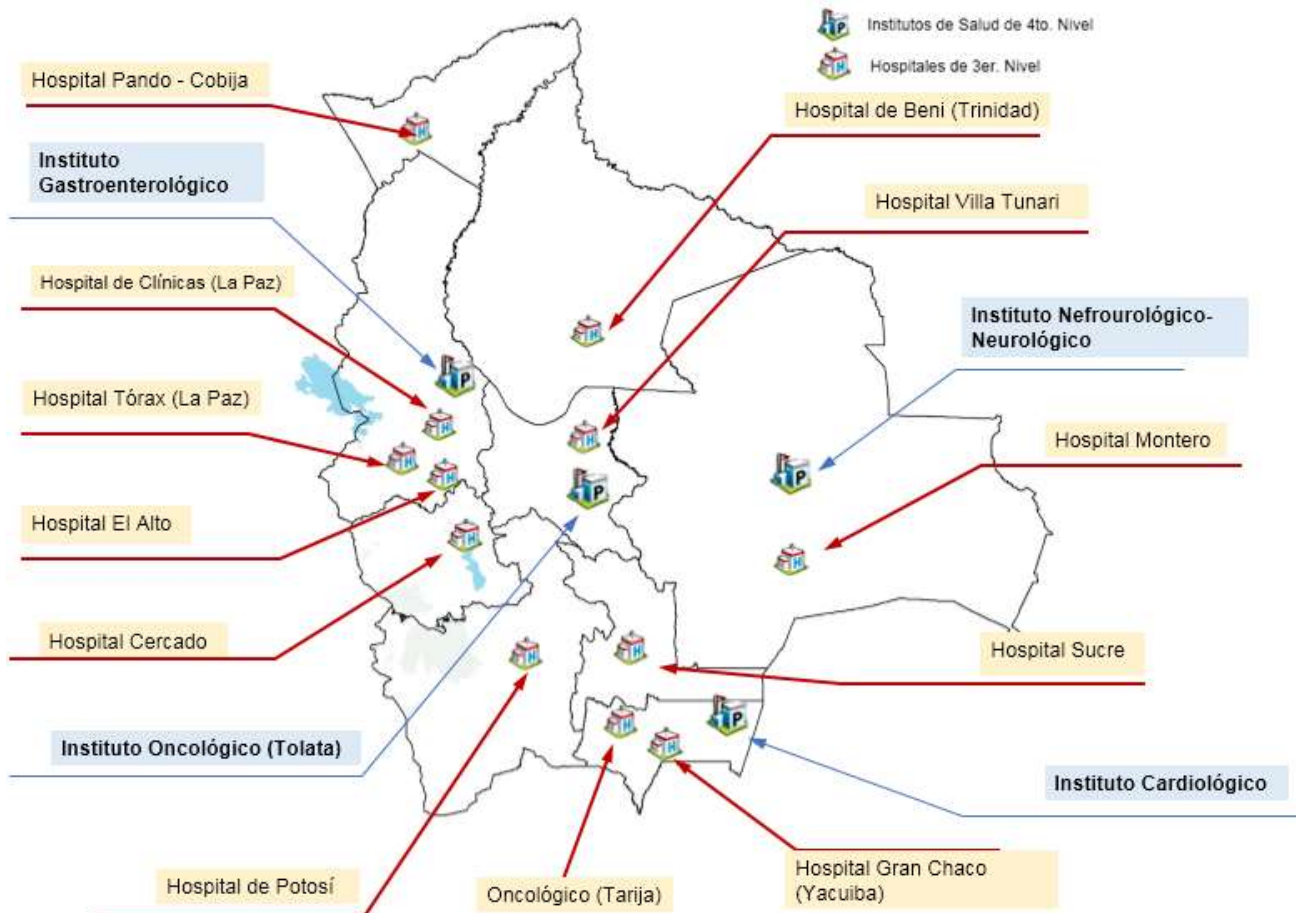 Institutos de Salud de 4to. Nivel
Hospitales de 3er. Nivel
Hospital Pando - Cobija
Hospital de Beni (Trinidad)
Instituto
Gastroenterológico
Hospital Villa Tunari
Hospital de Clínicas (La Paz)
Instituto Nefrourológico-
Neurológico
Hospital Tórax (La Paz)
Hospital Montero
Hospital El Alto
Hospital Cercado
Hospital Sucre
Instituto Oncológico (Tolata)
Instituto Cardiológico
Hospital de Potosí
Oncológico (Tarija)
Hospital Gran Chaco
(Yacuiba)